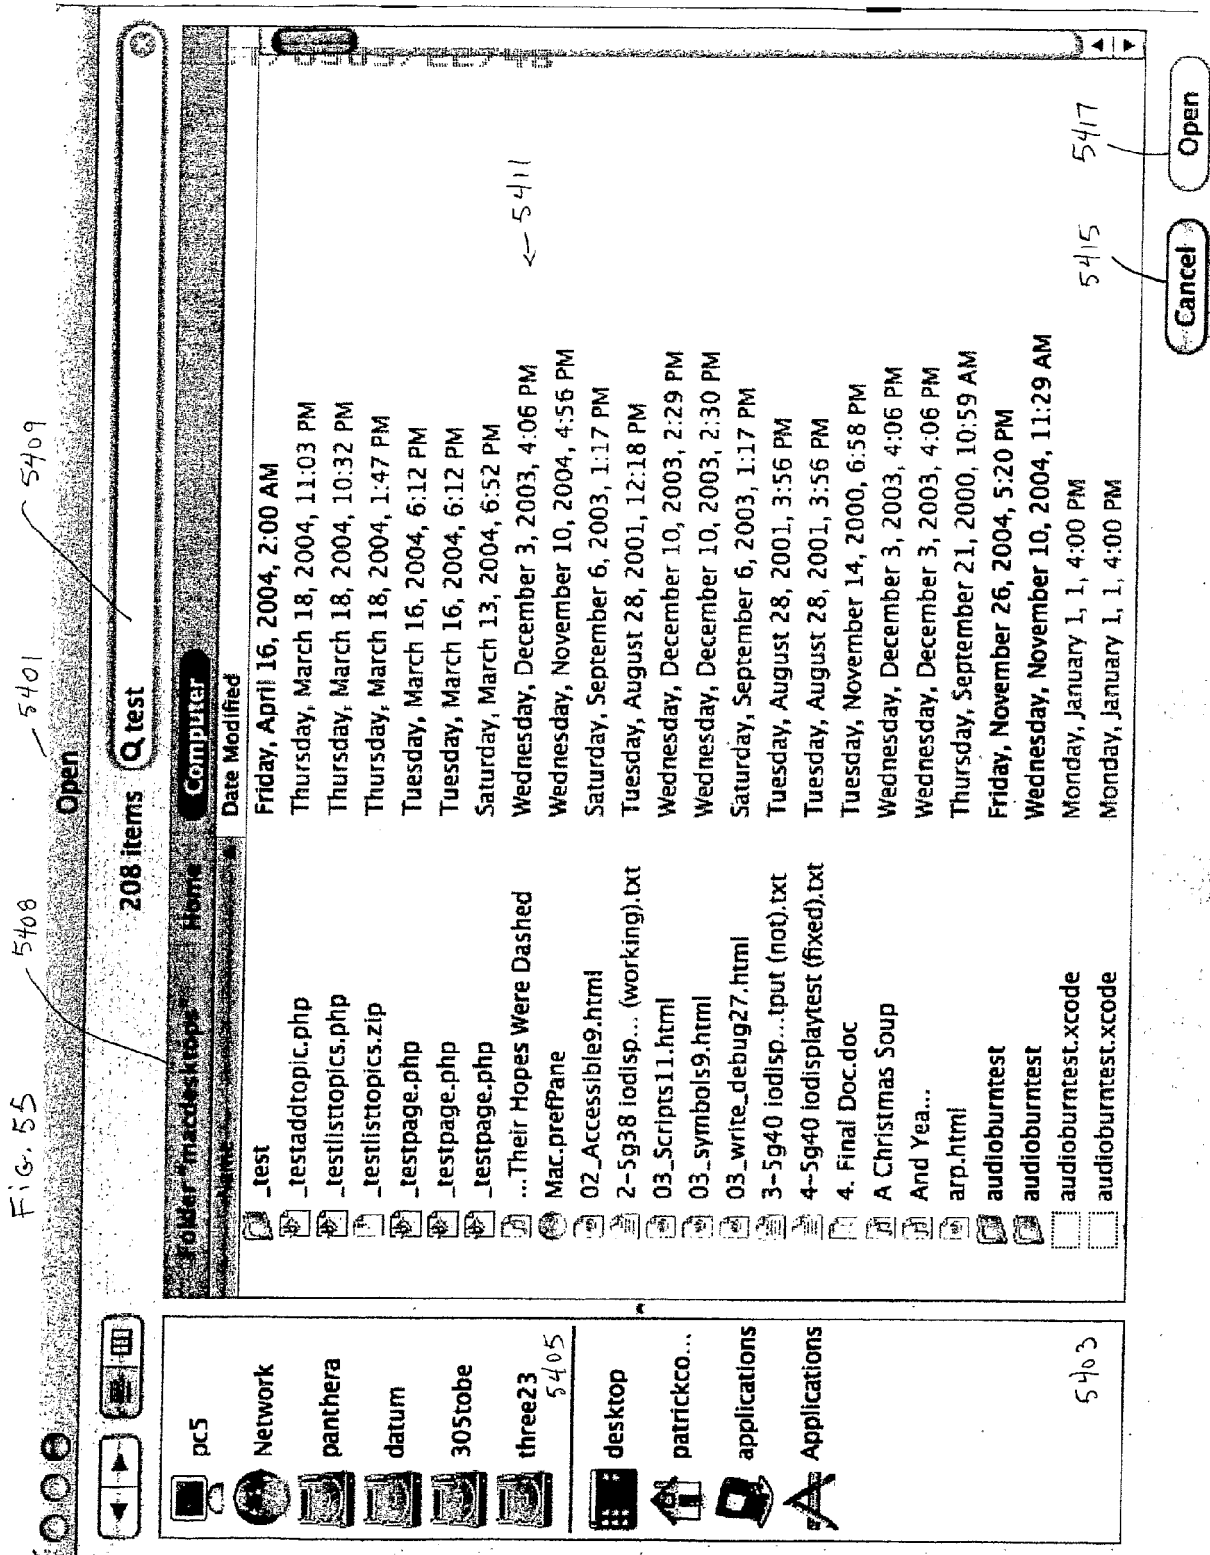 FIG. 55
5408
5401
5409
Open
208 items
test
Folder "macdesktops" Home Computer
Name Date Modified
_test Friday, April 16, 2004, 2:00 AM
_testaddtopic.php Thursday, March 18, 2004, 11:03 PM
_testlisttopics.php Thursday, March 18, 2004, 10:32 PM
_testlisttopics.zip Thursday, March 18, 2004, 1:47 PM
_testpage.php Tuesday, March 16, 2004, 6:12 PM
_testpage.php Tuesday, March 16, 2004, 6:12 PM
_testpage.php Saturday, March 13, 2004, 6:52 PM
...Their Hopes Were Dashed Wednesday, December 3, 2003, 4:06 PM
Mac.prefPane Wednesday, November 10, 2004, 4:56 PM
02_Accessible9.html Saturday, September 6, 2003, 1:17 PM
2-5g38 iodisp... (working).txt Tuesday, August 28, 2001, 12:18 PM
03_Scripts11.html Wednesday, December 10, 2003, 2:29 PM
03_symbols9.html Wednesday, December 10, 2003, 2:30 PM
03_write_debug27.html Saturday, September 6, 2003, 1:17 PM
3-5g40 iodisp...tput (not).txt Tuesday, August 28, 2001, 3:56 PM
4-5g40 iodisplaytest (fixed).txt Tuesday, August 28, 2001, 3:56 PM
4. Final Doc.doc Tuesday, November 14, 2000, 6:58 PM
A Christmas Soup Wednesday, December 3, 2003, 4:06 PM
And Yea... Wednesday, December 3, 2003, 4:06 PM
arp.html Thursday, September 21, 2000, 10:59 AM
audioburntest Friday, November 26, 2004, 5:20 PM
audioburntest Wednesday, November 10, 2004, 11:29 AM
audioburntest.xcode Monday, January 1, 1, 4:00 PM
audioburntest.xcode Monday, January 1, 1, 4:00 PM
5411
pc5
Network
panthera
datum
305tobe
three23
5405
desktop
patrickco...
applications
Applications
5403
5415
5417
Cancel
Open